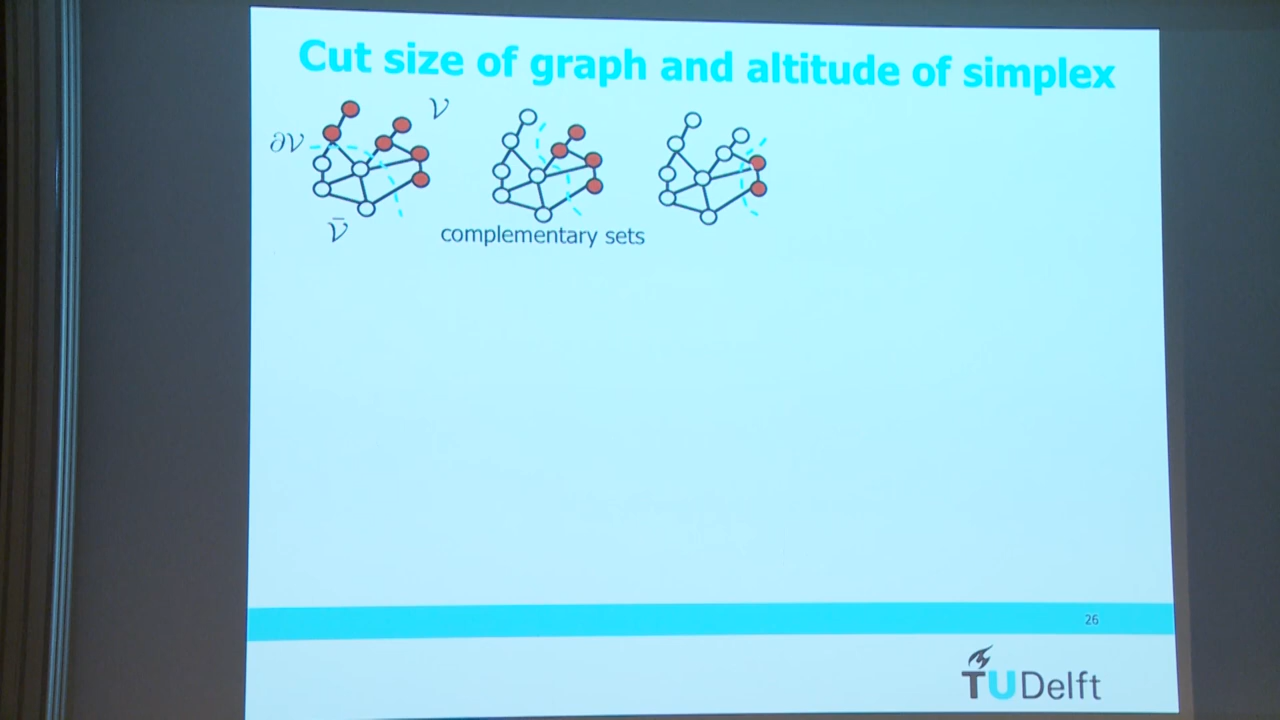 Cut size of graph and altitude of simplex
𝒱
∂𝒱
𝒱̄
complementary sets
26
TUDelft